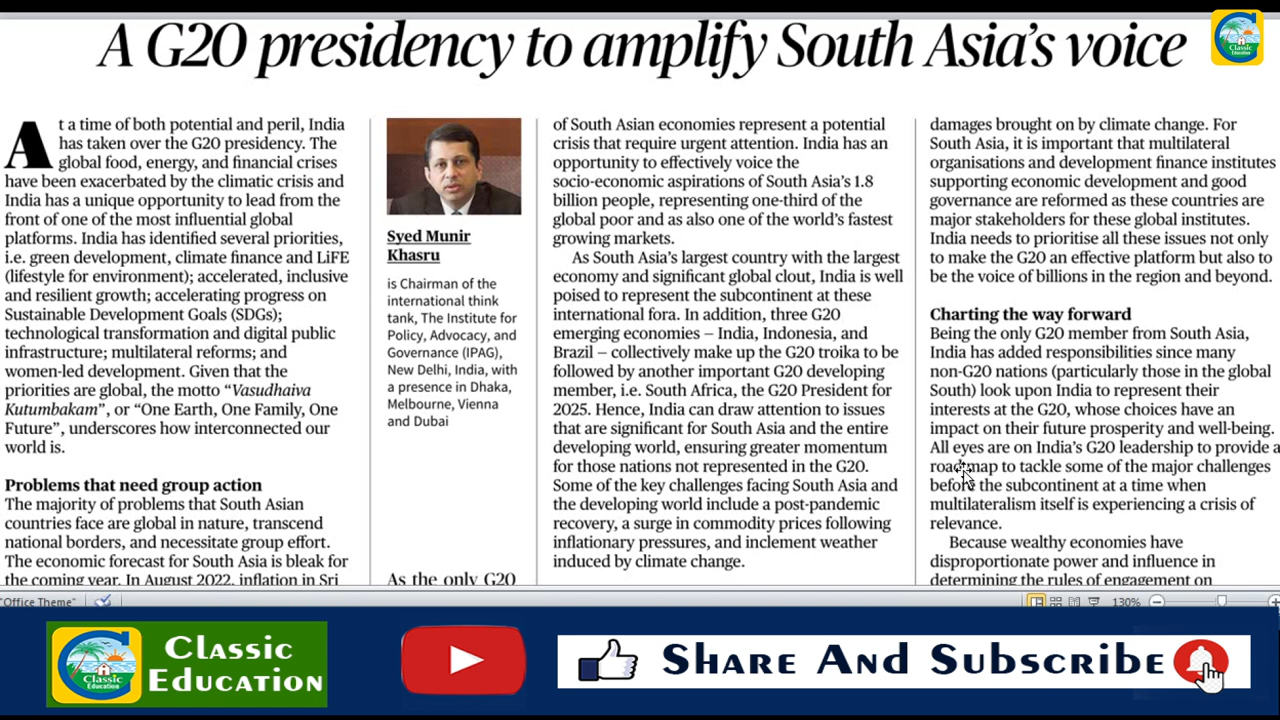 A G20 presidency to amplify South Asia's voice
Classic
Education
At a time of both potential and peril, India
has taken over the G20 presidency. The
global food, energy, and financial crises
have been exacerbated by the climatic crisis and
India has a unique opportunity to lead from the
front of one of the most influential global
platforms. India has identified several priorities,
i.e. green development, climate finance and LiFE
(lifestyle for environment); accelerated, inclusive
and resilient growth; accelerating progress on
Sustainable Development Goals (SDGs);
technological transformation and digital public
infrastructure; multilateral reforms; and
women-led development. Given that the
priorities are global, the motto “Vasudhaiva
Kutumbakam”, or “One Earth, One Family, One
Future”, underscores how interconnected our
world is.
Problems that need group action
The majority of problems that South Asian
countries face are global in nature, transcend
national borders, and necessitate group effort.
The economic forecast for South Asia is bleak for
the coming year. In August 2022, inflation in Sri
Syed Munir
Khasru
is Chairman of the
international think
tank, The Institute for
Policy, Advocacy, and
Governance (IPAG),
New Delhi, India, with
a presence in Dhaka,
Melbourne, Vienna
and Dubai
As the only G20
of South Asian economies represent a potential
crisis that require urgent attention. India has an
opportunity to effectively voice the
socio-economic aspirations of South Asia's 1.8
billion people, representing one-third of the
global poor and as also one of the world's fastest
growing markets.
As South Asia's largest country with the largest
economy and significant global clout, India is well
poised to represent the subcontinent at these
international fora. In addition, three G20
emerging economies – India, Indonesia, and
Brazil – collectively make up the G20 troika to be
followed by another important G20 developing
member, i.e. South Africa, the G20 President for
2025. Hence, India can draw attention to issues
that are significant for South Asia and the entire
developing world, ensuring greater momentum
for those nations not represented in the G20.
Some of the key challenges facing South Asia and
the developing world include a post-pandemic
recovery, a surge in commodity prices following
inflationary pressures, and inclement weather
induced by climate change.
damages brought on by climate change. For
South Asia, it is important that multilateral
organisations and development finance institutes
supporting economic development and good
governance are reformed as these countries are
major stakeholders for these global institutes.
India needs to prioritise all these issues not only
to make the G20 an effective platform but also to
be the voice of billions in the region and beyond.
Charting the way forward
Being the only G20 member from South Asia,
India has added responsibilities since many
non-G20 nations (particularly those in the global
South) look upon India to represent their
interests at the G20, whose choices have an
impact on their future prosperity and well-being.
All eyes are on India's G20 leadership to provide a
roadmap to tackle some of the major challenges
before the subcontinent at a time when
multilateralism itself is experiencing a crisis of
relevance.
Because wealthy economies have
disproportionate power and influence in
determining the rules of engagement on
"Office Theme"
130%
Classic
Education
Classic
Education
Share And Subscribe